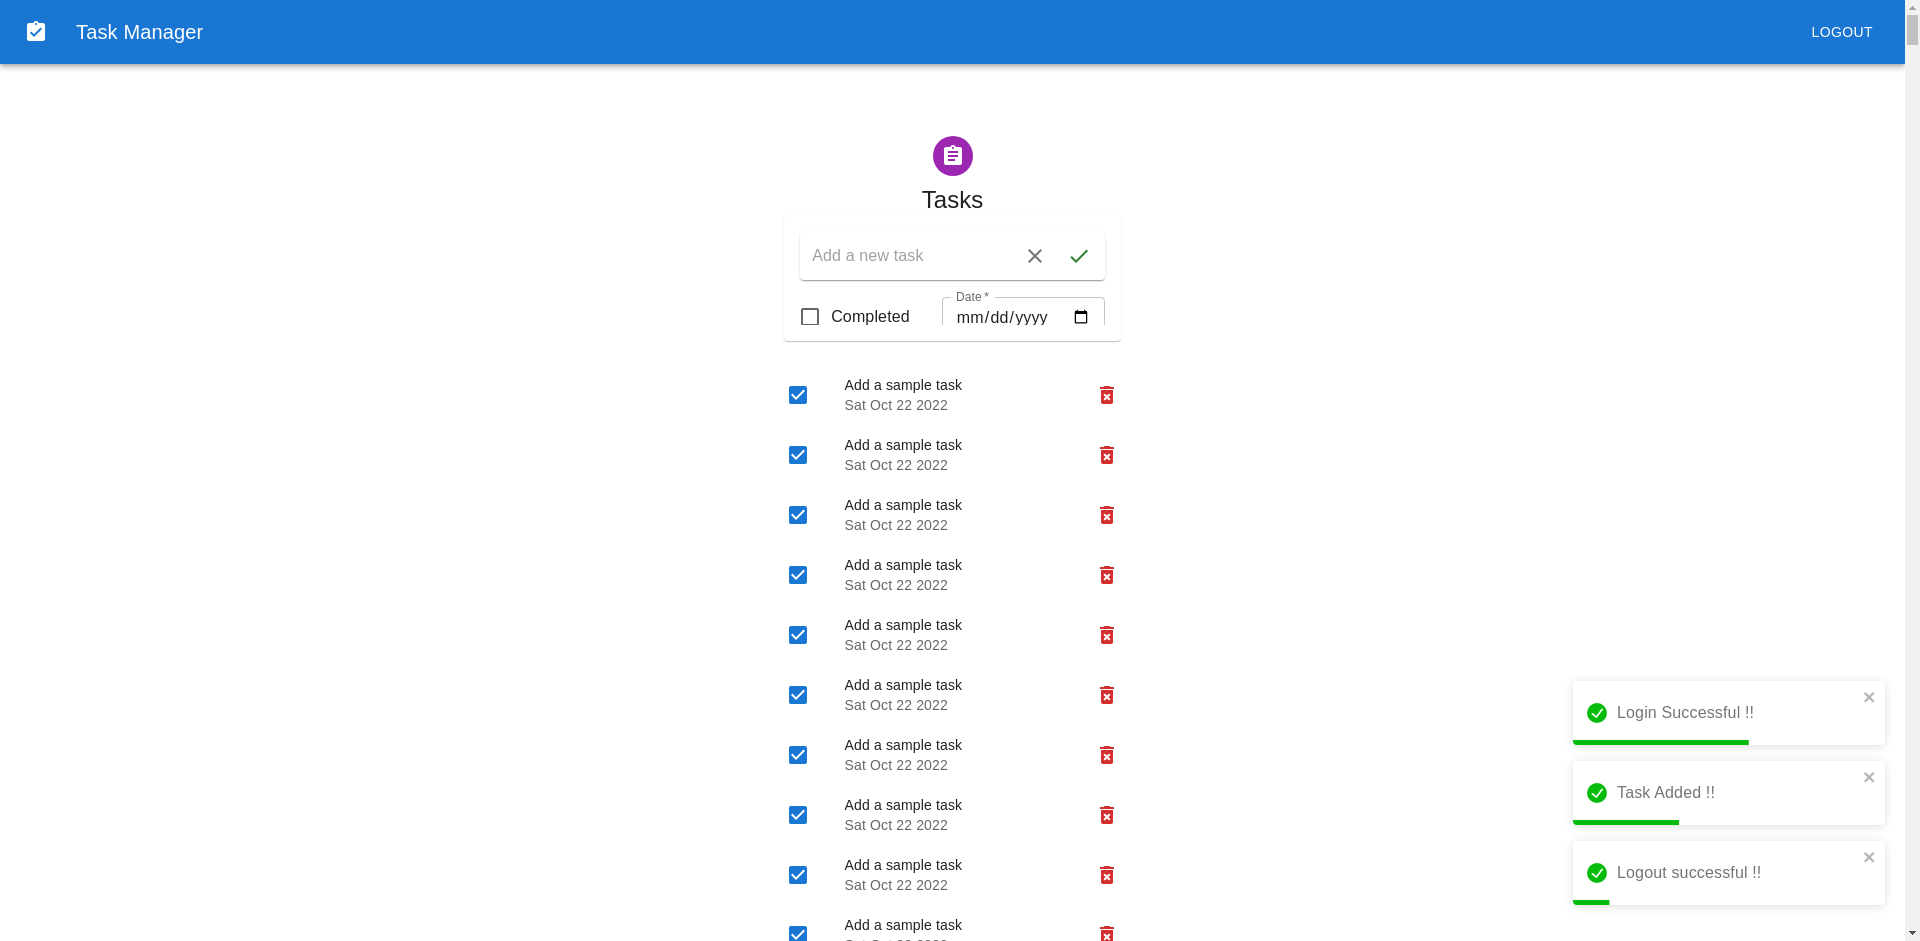 Task Manager
LOGOUT
Tasks
Add a new task
Date *
Completed
mm/dd/yyyy
Add a sample task
Sat Oct 22 2022
Add a sample task
Sat Oct 22 2022
Add a sample task
Sat Oct 22 2022
Add a sample task
Sat Oct 22 2022
Add a sample task
Sat Oct 22 2022
Add a sample task
Sat Oct 22 2022
Add a sample task
Sat Oct 22 2022
Add a sample task
Sat Oct 22 2022
Add a sample task
Sat Oct 22 2022
Add a sample task
Login Successful !!
Task Added !!
Logout successful !!